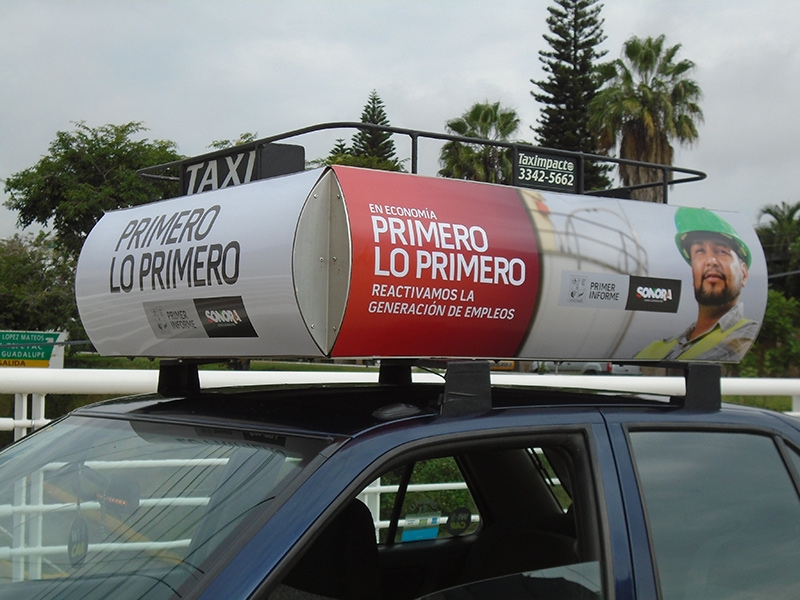 TAXI
TaxImpacto
3342-5662
PRIMERO
LO PRIMERO
PRIMER
INFORME
SONORA
EN ECONOMÍA
PRIMERO
LO PRIMERO
REACTIVAMOS LA
GENERACIÓN DE EMPLEOS
PRIMER
INFORME
SONORA
LOPEZ MATEOS
GUADALUPE
SALIDA